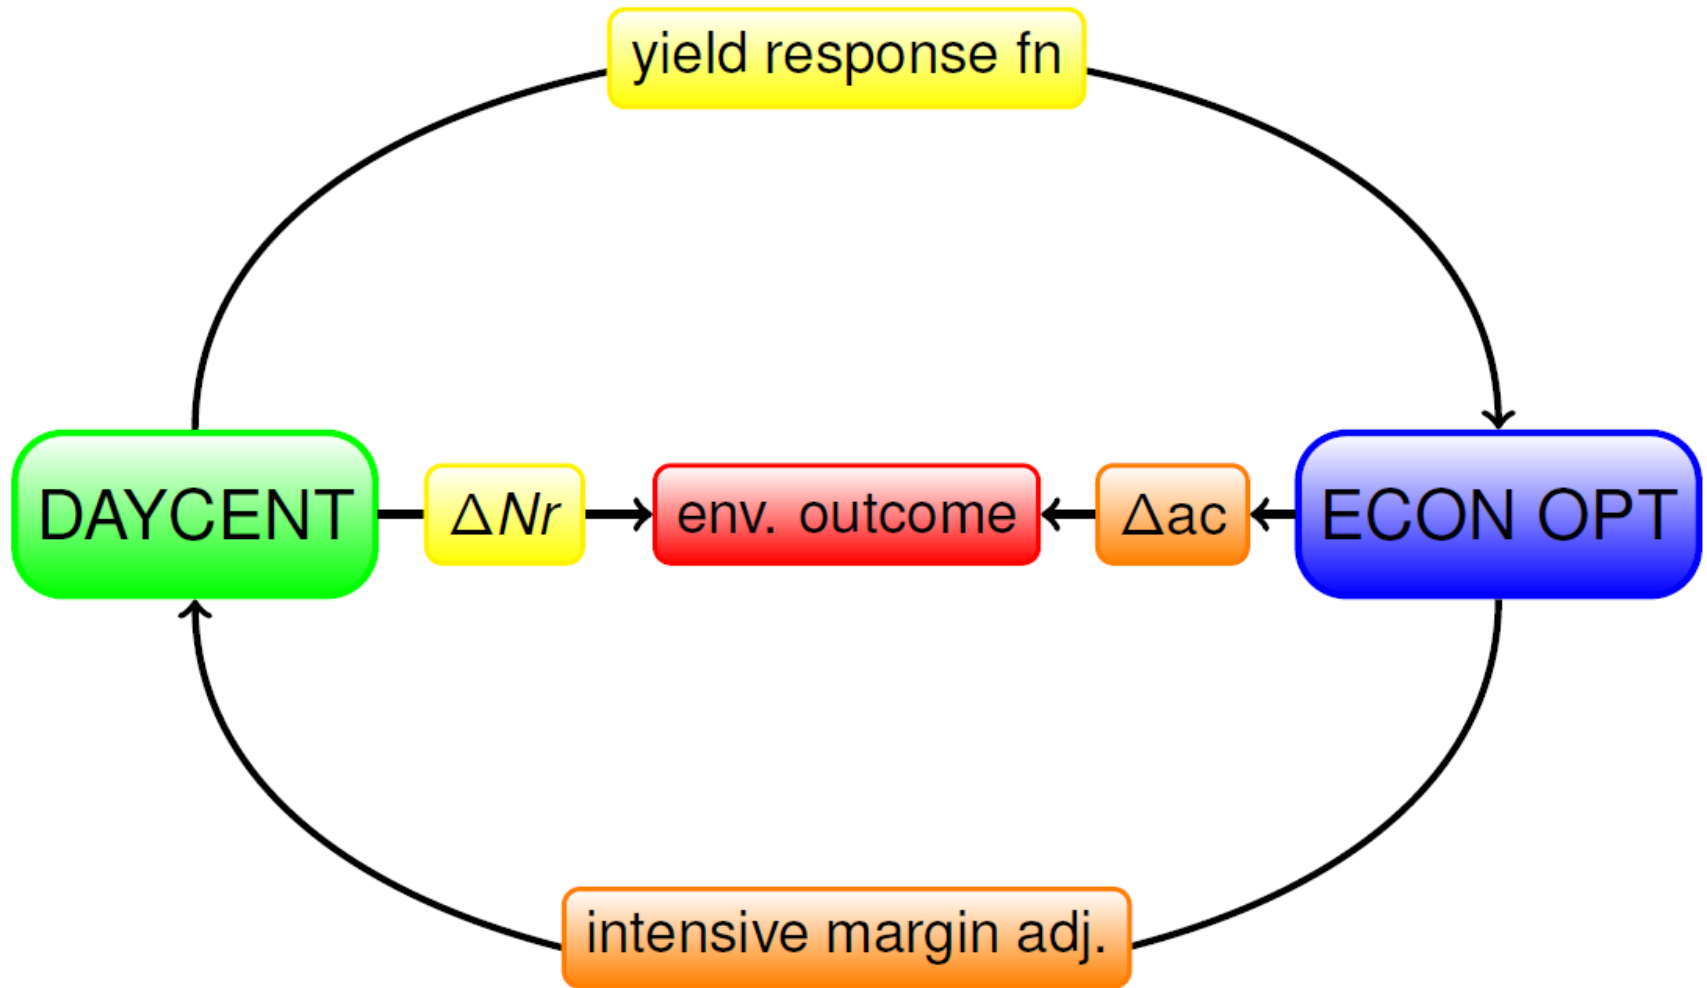 yield response fn
DAYCENT
ΔNr
env. outcome
Δac
ECON OPT
intensive margin adj.